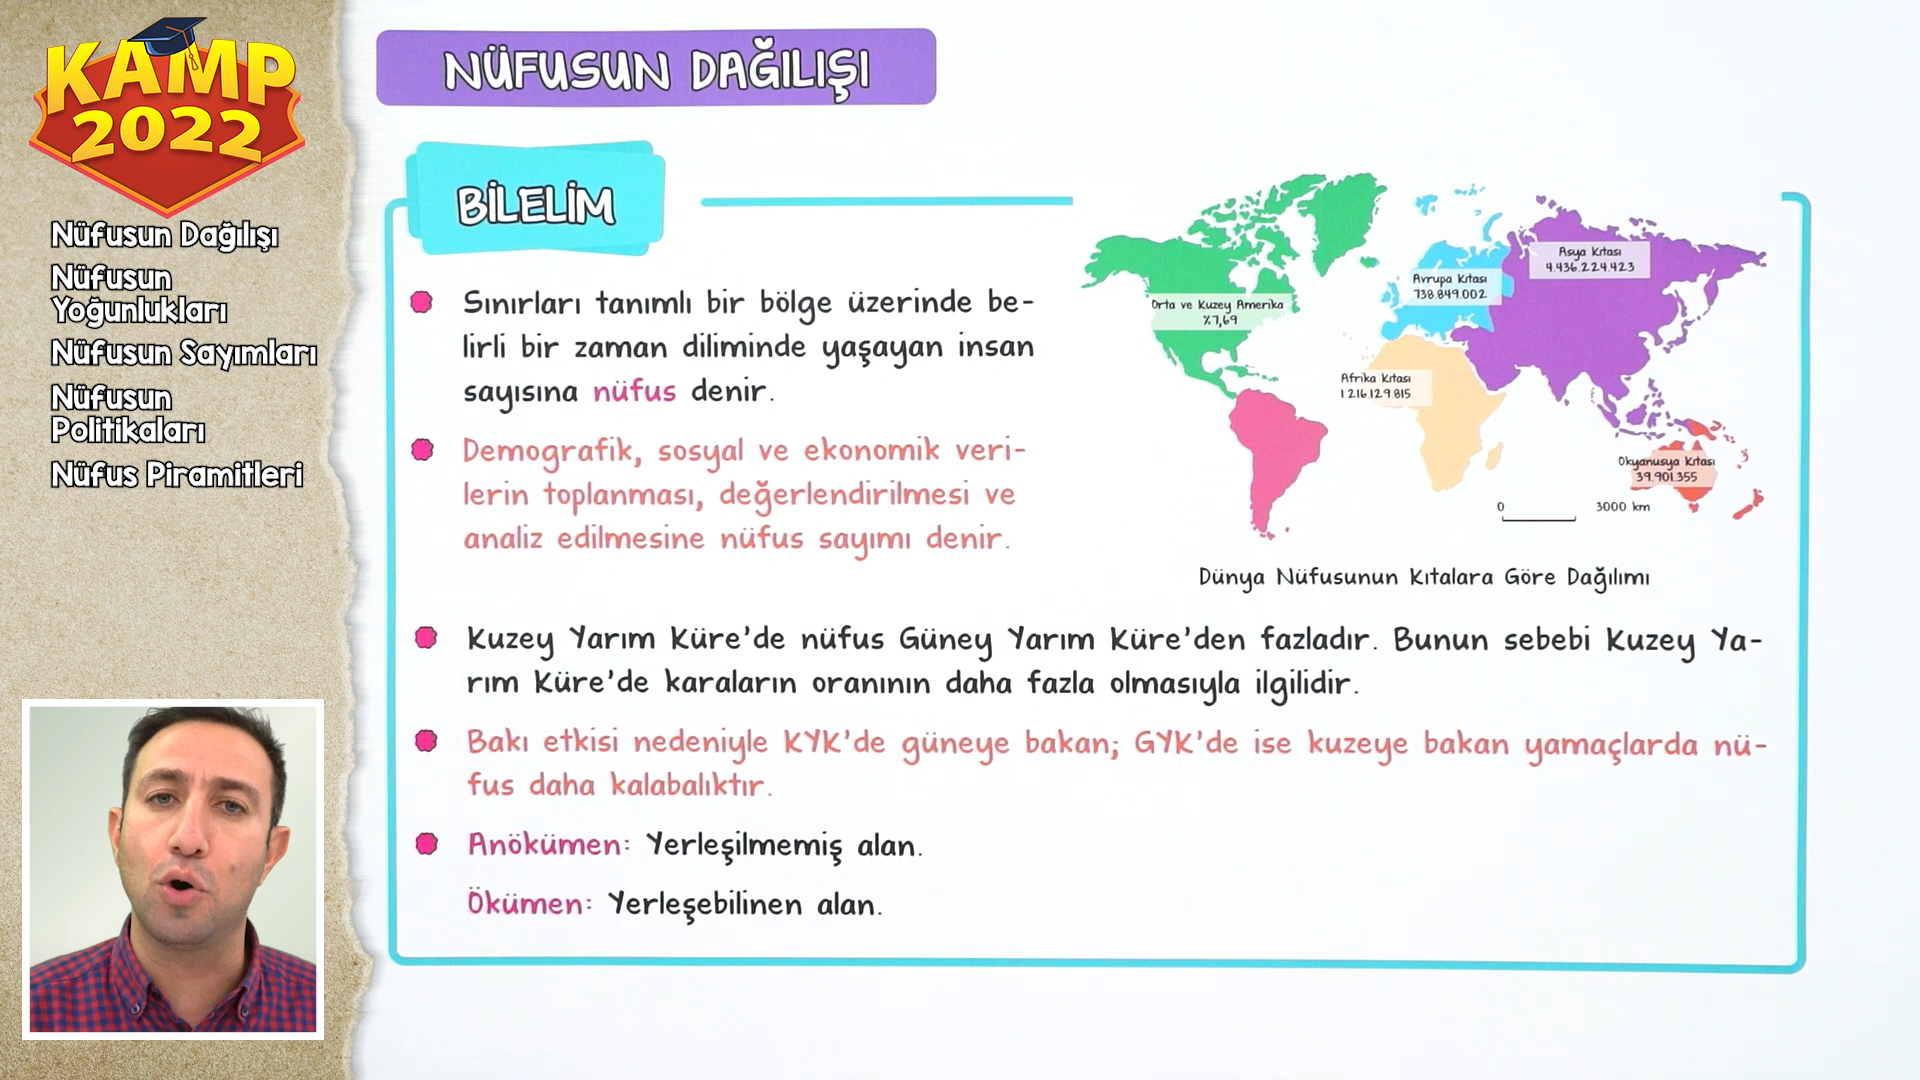 KAMP
2022
Nüfusun Dağılışı
Nüfusun
Yoğunlukları
Nüfusun Sayımları
Nüfusun
Politikaları
Nüfus Piramitleri
NÜFUSUN DAĞILIŞI
BİLELİM
Sınırları tanımlı bir bölge üzerinde be-
lirli bir zaman diliminde yaşayan insan
sayısına nüfus denir.
Demografik, sosyal ve ekonomik veri-
lerin toplanması, değerlendirilmesi ve
analiz edilmesine nüfus sayımı denir.
Orta ve Kuzey Amerika
%7,69
Avrupa Kıtası
738.849.002
Asya Kıtası
4.436.224.423
Afrika Kıtası
1.216.129.815
Okyanusya Kıtası
39.901.355
0 3000 km
Dünya Nüfusunun Kıtalara Göre Dağılımı
Kuzey Yarım Küre'de nüfus Güney Yarım Küre'den fazladır. Bunun sebebi Kuzey Ya-
rım Küre'de karaların oranının daha fazla olmasıyla ilgilidir.
Bakı etkisi nedeniyle KYK'de güneye bakan; GYK'de ise kuzeye bakan yamaçlarda nü-
fus daha kalabalıktır.
Anökümen: Yerleşilmemiş alan.
Ökümen: Yerleşebilinen alan.